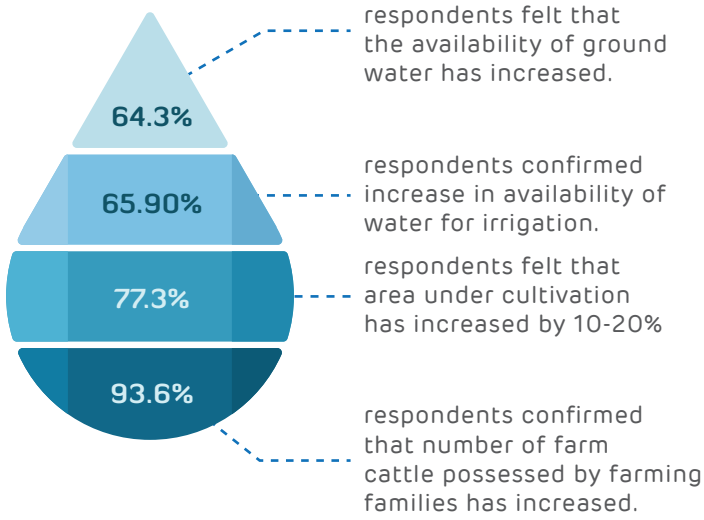 64.3%
respondents felt that
the availability of ground
water has increased.
65.90%
respondents confirmed
increase in availability of
water for irrigation.
77.3%
respondents felt that
area under cultivation
has increased by 10-20%
93.6%
respondents confirmed
that number of farm
cattle possessed by farming
families has increased.